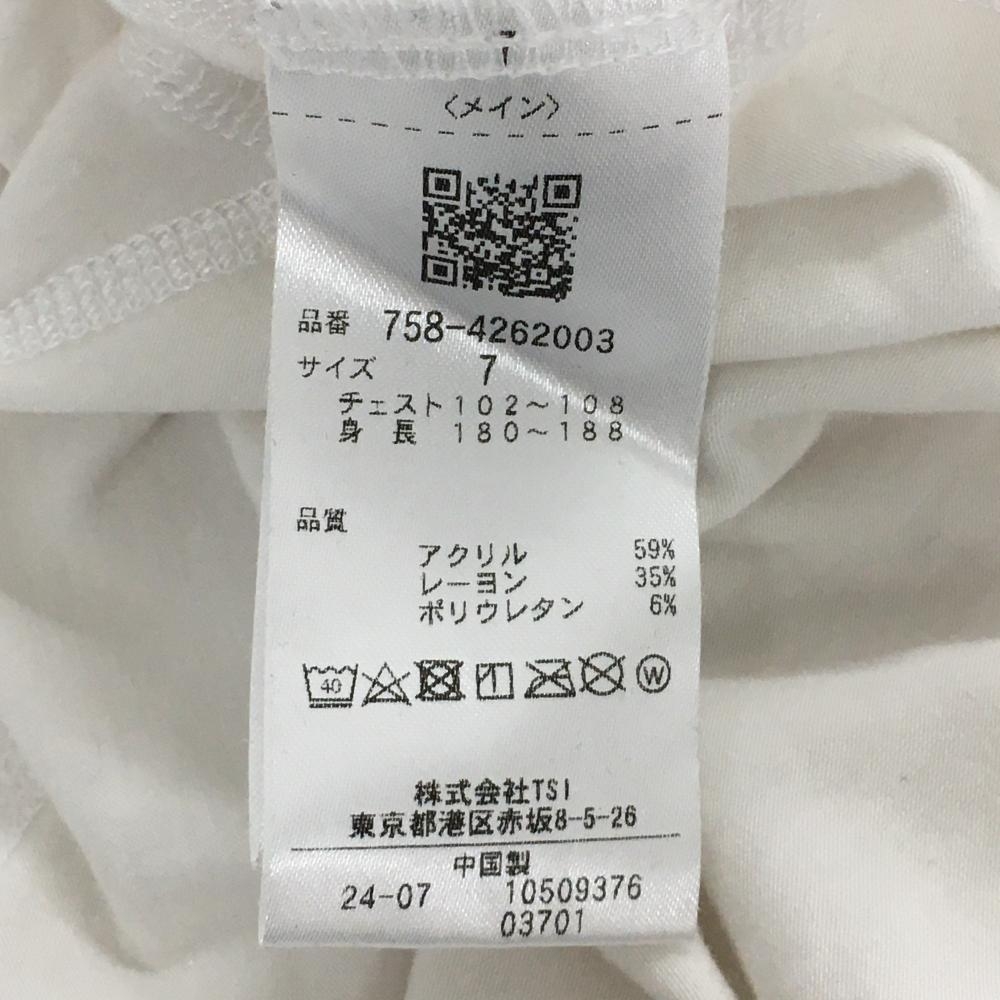 〈メイン〉
品番 758-4262003
サイズ 7
チェスト 102～108
身長 180～188
品質
アクリル 59%
レーヨン 35%
ポリウレタン 6%
40
W
株式会社TSI
東京都港区赤坂8-5-26
中国製
24-07 10509376
03701